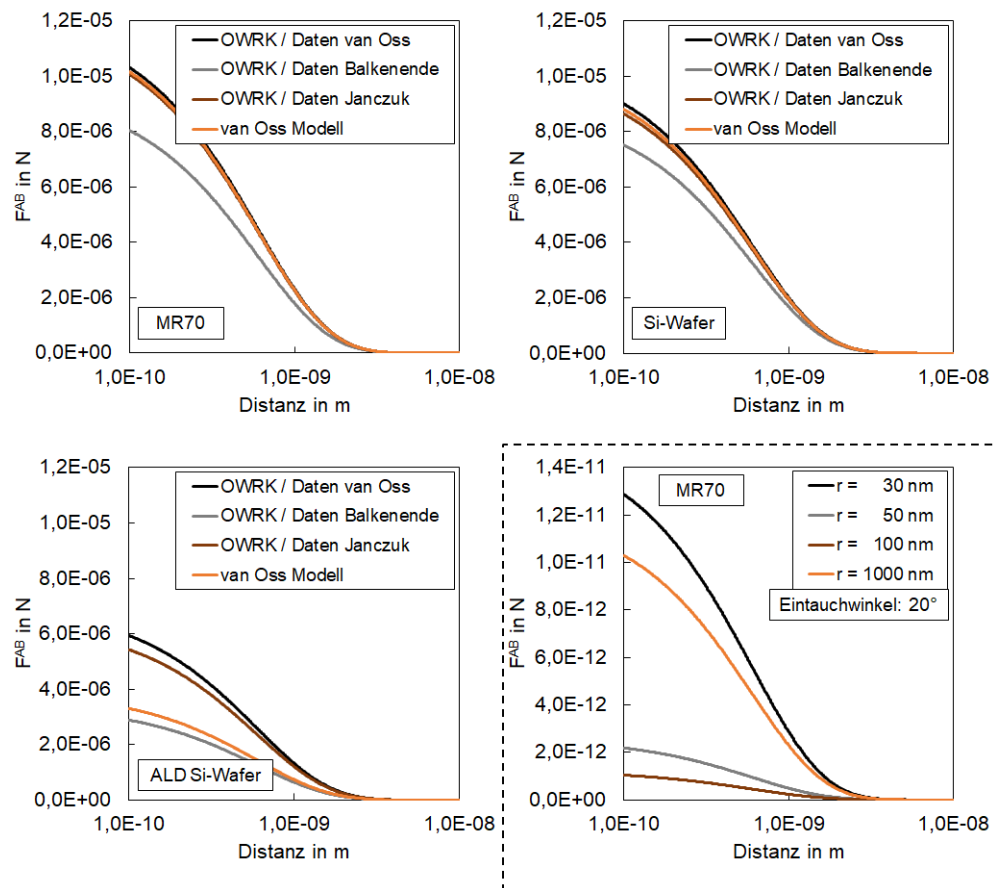 1,2E-05
1,0E-05
8,0E-06
6,0E-06
4,0E-06
2,0E-06
0,0E+00
F^AB in N
OWRK / Daten van Oss
OWRK / Daten Balkenende
OWRK / Daten Janczuk
van Oss Modell
MR70
1,0E-10 1,0E-09 1,0E-08
Distanz in m
1,2E-05
1,0E-05
8,0E-06
6,0E-06
4,0E-06
2,0E-06
0,0E+00
F^AB in N
OWRK / Daten van Oss
OWRK / Daten Balkenende
OWRK / Daten Janczuk
van Oss Modell
Si-Wafer
1,0E-10 1,0E-09 1,0E-08
Distanz in m
1,2E-05
1,0E-05
8,0E-06
6,0E-06
4,0E-06
2,0E-06
0,0E+00
F^AB in N
OWRK / Daten van Oss
OWRK / Daten Balkenende
OWRK / Daten Janczuk
van Oss Modell
ALD Si-Wafer
1,0E-10 1,0E-09 1,0E-08
Distanz in m
1,4E-11
1,2E-11
1,0E-11
8,0E-12
6,0E-12
4,0E-12
2,0E-12
0,0E+00
F^AB in N
MR70
r = 30 nm
r = 50 nm
r = 100 nm
r = 1000 nm
Eintauchwinkel: 20°
1,0E-10 1,0E-09 1,0E-08
Distanz in m